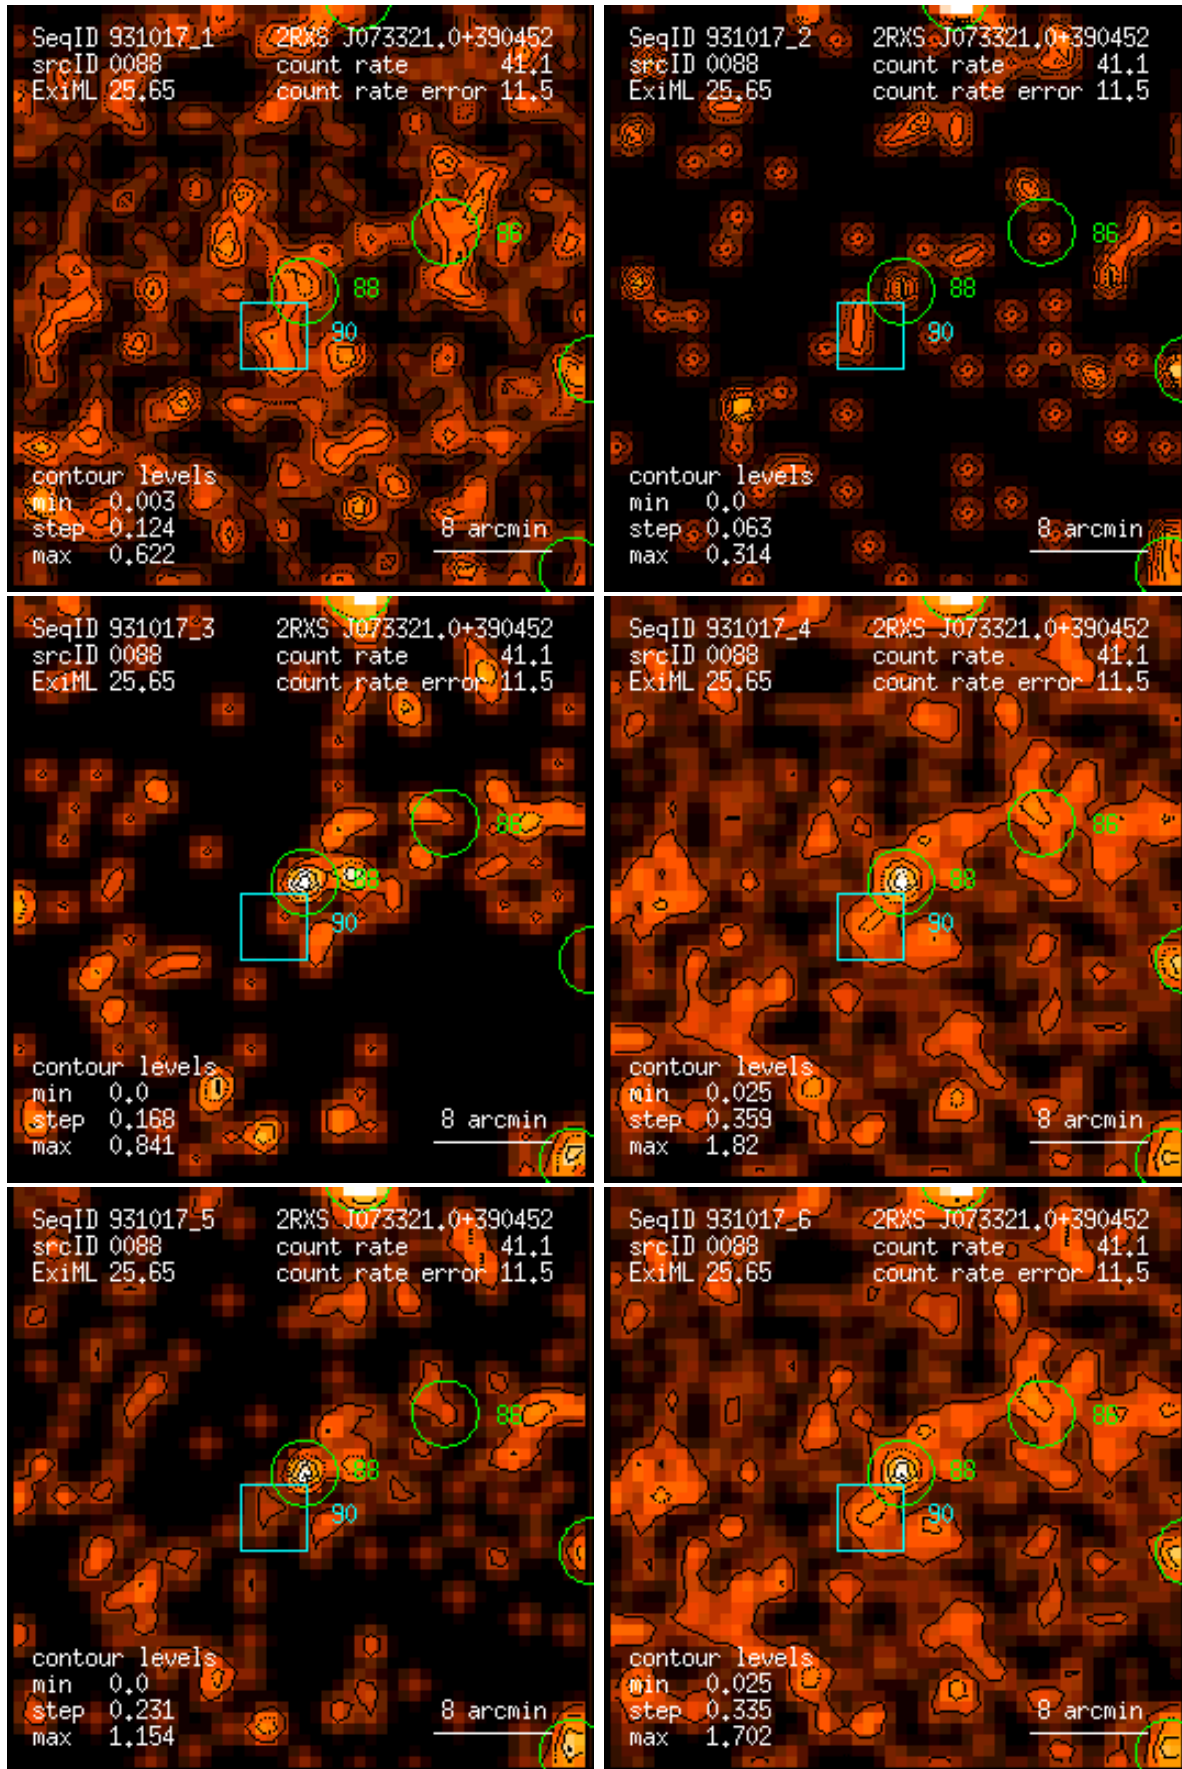 SeqID 931017_1 2RXS J073321.0+390452
srcID 0088 count rate 41.1
ExiML 25.65 count rate error 11.5
86
88
90
contour levels
min 0.003
step 0.124 8 arcmin
max 0.622
SeqID 931017_2 2RXS J073321.0+390452
srcID 0088 count rate 41.1
ExiML 25.65 count rate error 11.5
86
88
90
contour levels
min 0.0
step 0.063 8 arcmin
max 0.314
SeqID 931017_3 2RXS J073321.0+390452
srcID 0088 count rate 41.1
ExiML 25.65 count rate error 11.5
86
88
90
contour levels
min 0.0
step 0.168 8 arcmin
max 0.841
SeqID 931017_4 2RXS J073321.0+390452
srcID 0088 count rate 41.1
ExiML 25.65 count rate error 11.5
86
88
90
contour levels
min 0.025
step 0.359 8 arcmin
max 1.82
SeqID 931017_5 2RXS J073321.0+390452
srcID 0088 count rate 41.1
ExiML 25.65 count rate error 11.5
86
88
90
contour levels
min 0.0
step 0.231 8 arcmin
max 1.154
SeqID 931017_6 2RXS J073321.0+390452
srcID 0088 count rate 41.1
ExiML 25.65 count rate error 11.5
86
88
90
contour levels
min 0.025
step 0.335 8 arcmin
max 1.702